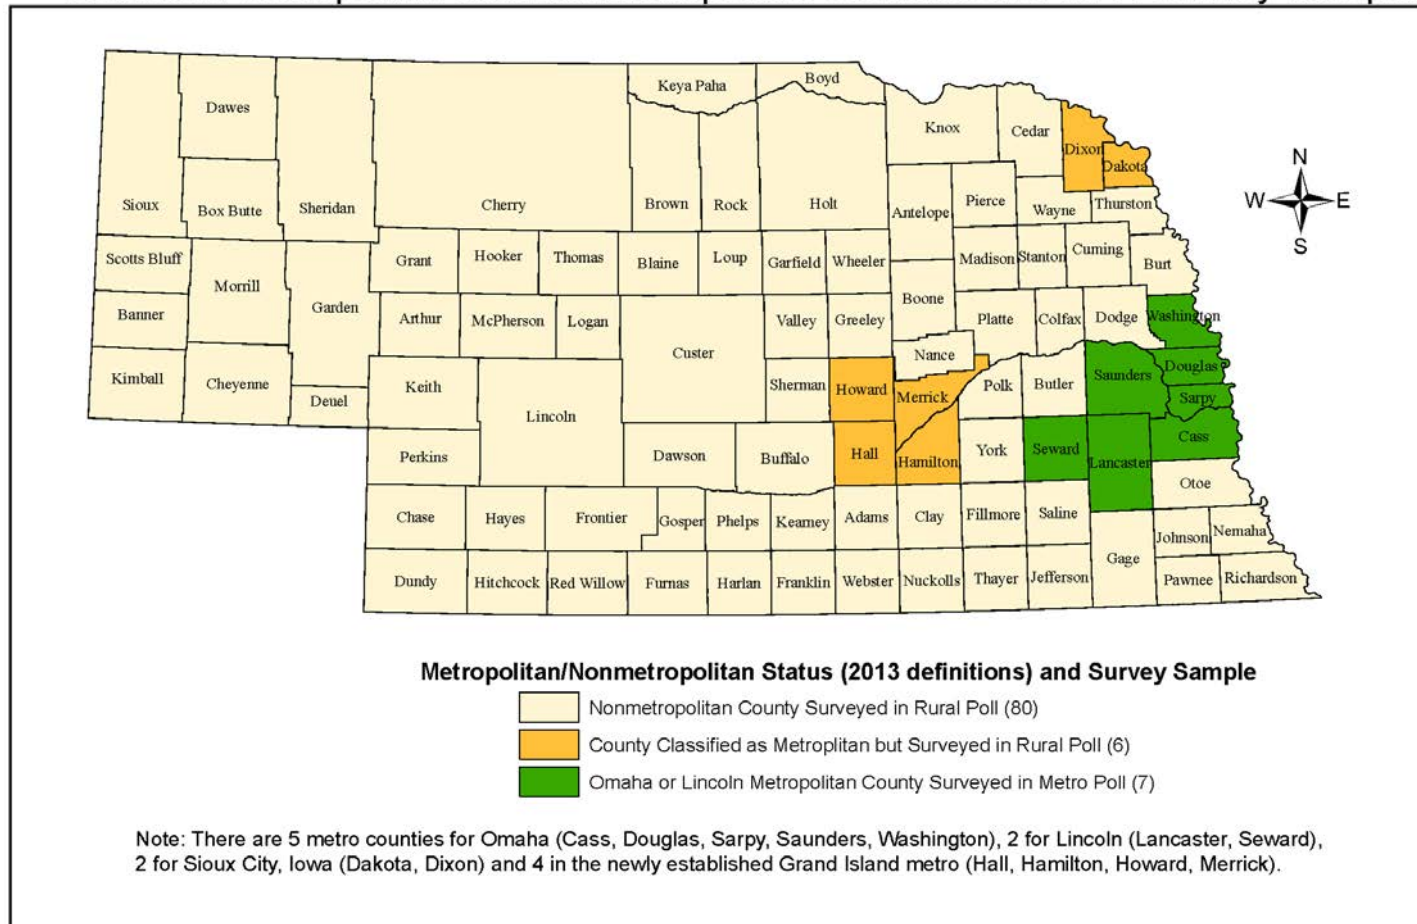 Keya Paha
Boyd
Dawes
Knox
Cedar
Dixon
Dakota
N
W E
S
Sioux
Box Butte
Sheridan
Cherry
Brown
Rock
Holt
Antelope
Pierce
Wayne
Thurston
Scotts Bluff
Morrill
Garden
Grant
Hooker
Thomas
Blaine
Loup
Garfield
Wheeler
Boone
Madison
Stanton
Cuming
Burt
Banner
Arthur
McPherson
Logan
Custer
Valley
Greeley
Nance
Platte
Colfax
Dodge
Washington
Kimball
Cheyenne
Deuel
Keith
Lincoln
Sherman
Howard
Merrick
Polk
Butler
Saunders
Douglas
Sarpy
Perkins
Dawson
Buffalo
Hall
Hamilton
York
Seward
Lancaster
Cass
Otoe
Chase
Hayes
Frontier
Gosper
Phelps
Kearney
Adams
Clay
Fillmore
Saline
Gage
Johnson
Nemaha
Dundy
Hitchcock
Red Willow
Furnas
Harlan
Franklin
Webster
Nuckolls
Thayer
Jefferson
Pawnee
Richardson
Metropolitan/Nonmetropolitan Status (2013 definitions) and Survey Sample
Nonmetropolitan County Surveyed in Rural Poll (80)
County Classified as Metroplitan but Surveyed in Rural Poll (6)
Omaha or Lincoln Metropolitan County Surveyed in Metro Poll (7)
Note: There are 5 metro counties for Omaha (Cass, Douglas, Sarpy, Saunders, Washington), 2 for Lincoln (Lancaster, Seward),
2 for Sioux City, Iowa (Dakota, Dixon) and 4 in the newly established Grand Island metro (Hall, Hamilton, Howard, Merrick).